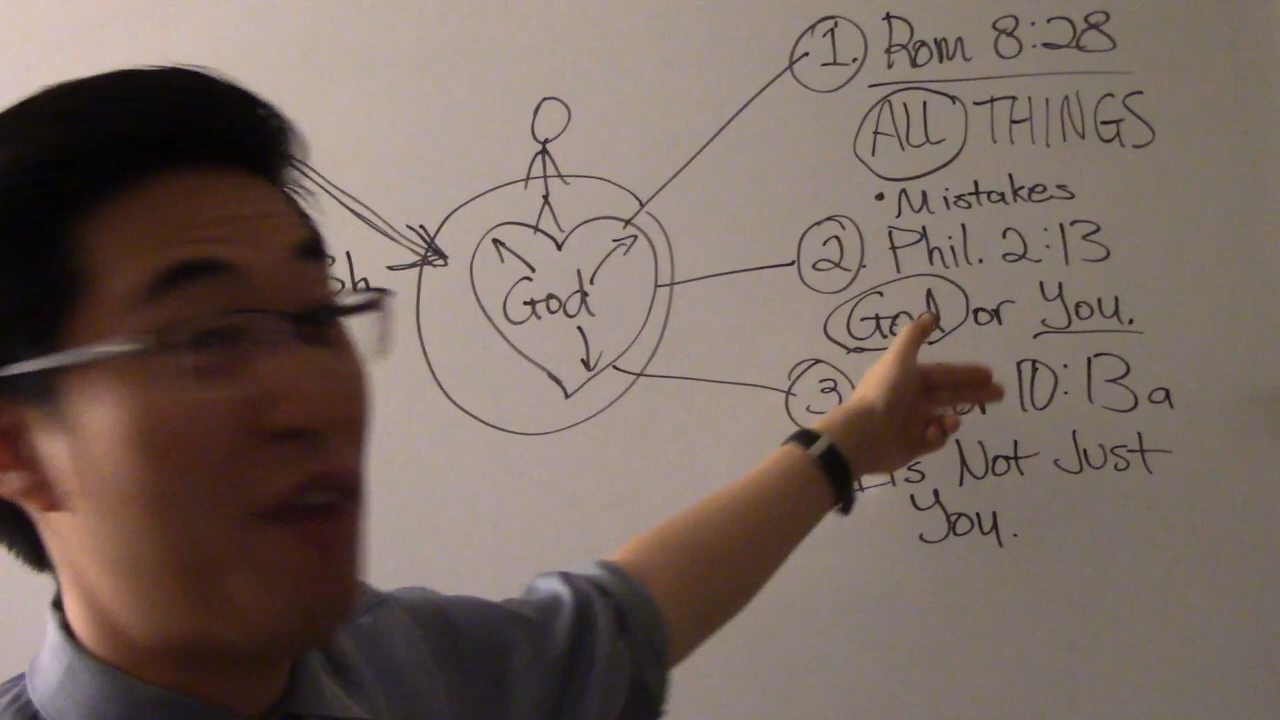 1. Rom 8:28
ALL THINGS
• Mistakes
2. Phil. 2:13
God or You.
3 10:13a
Is Not Just
You.
God